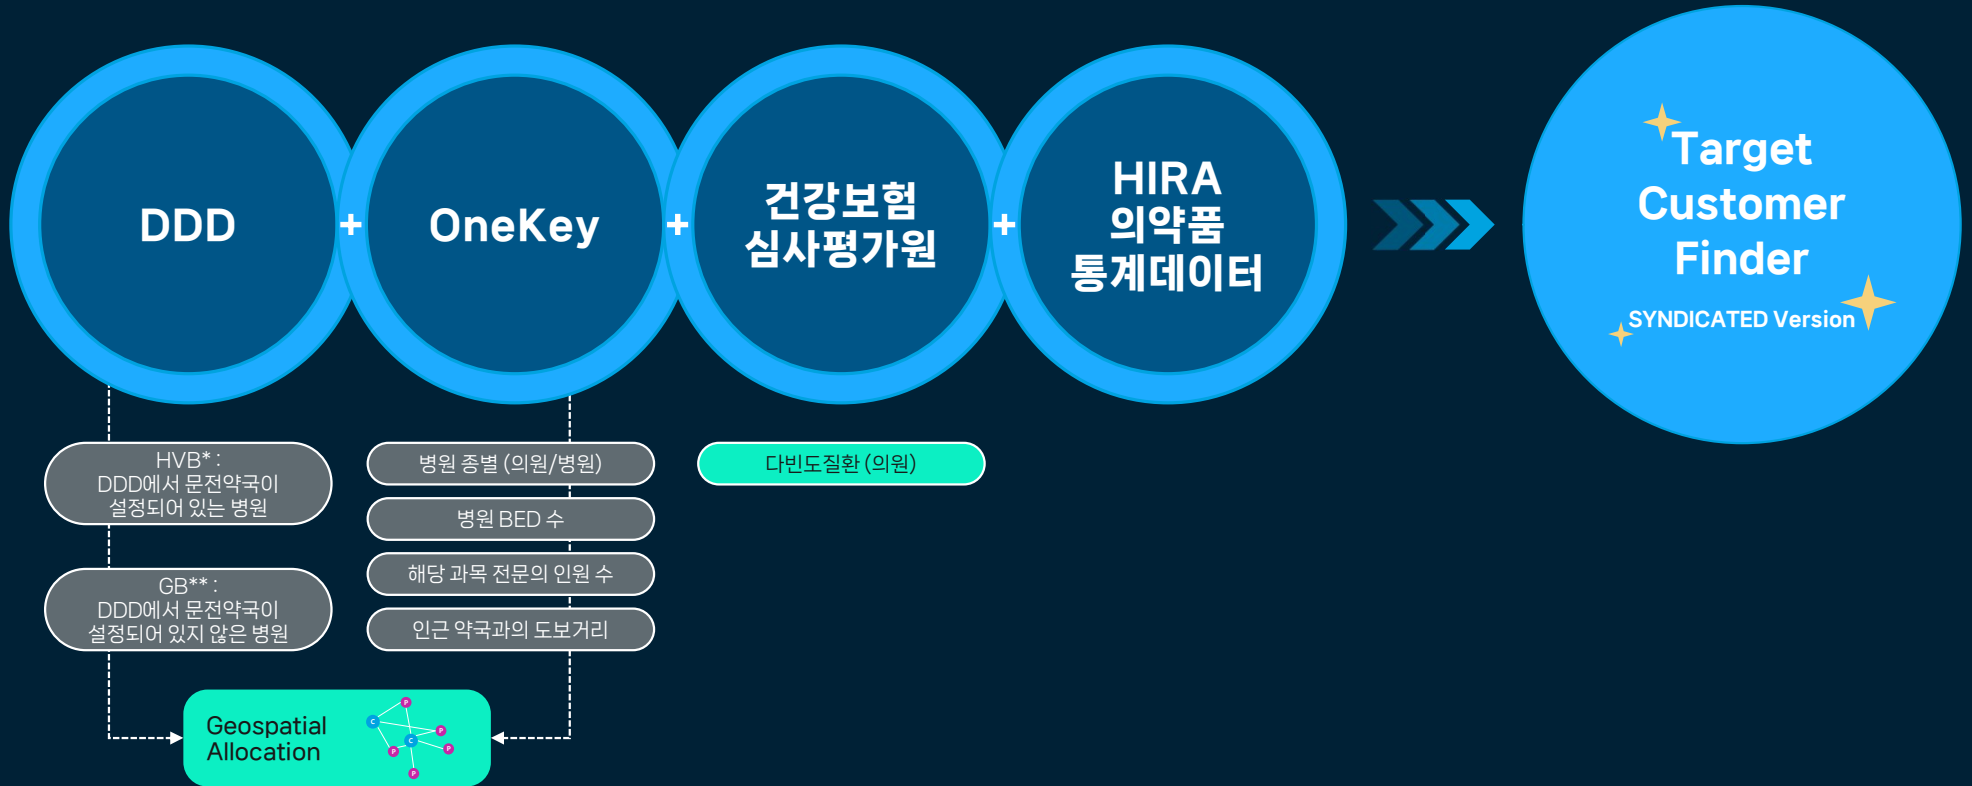 DDD
+
OneKey
+
건강보험
심사평가원
+
HIRA
의약품
통계데이터
Target
Customer
Finder
SYNDICATED Version
HVB* :
DDD에서 문전약국이
설정되어 있는 병원
GB** :
DDD에서 문전약국이
설정되어 있지 않은 병원
병원 종별 (의원/병원)
병원 BED 수
해당 과목 전문의 인원 수
인근 약국과의 도보거리
다빈도질환 (의원)
Geospatial
Allocation
P
C
P
C
P
P
P